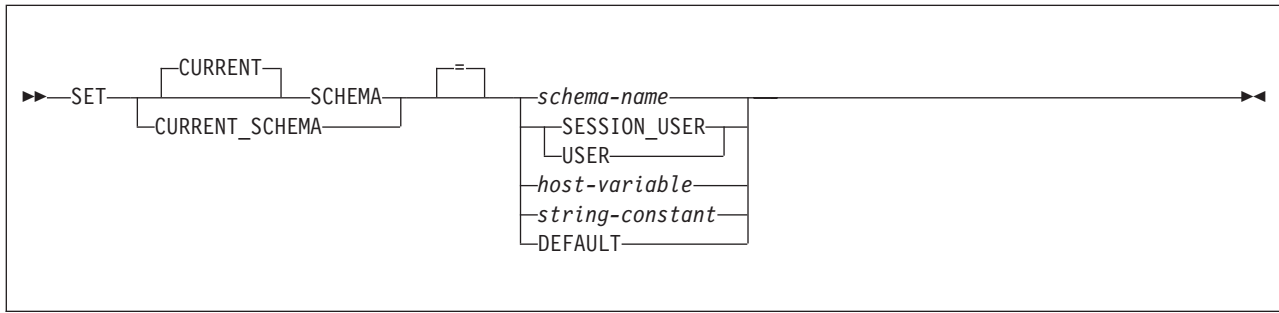 CURRENT =
SET SCHEMA schema-name
CURRENT_SCHEMA SESSION_USER
USER
host-variable
string-constant
DEFAULT